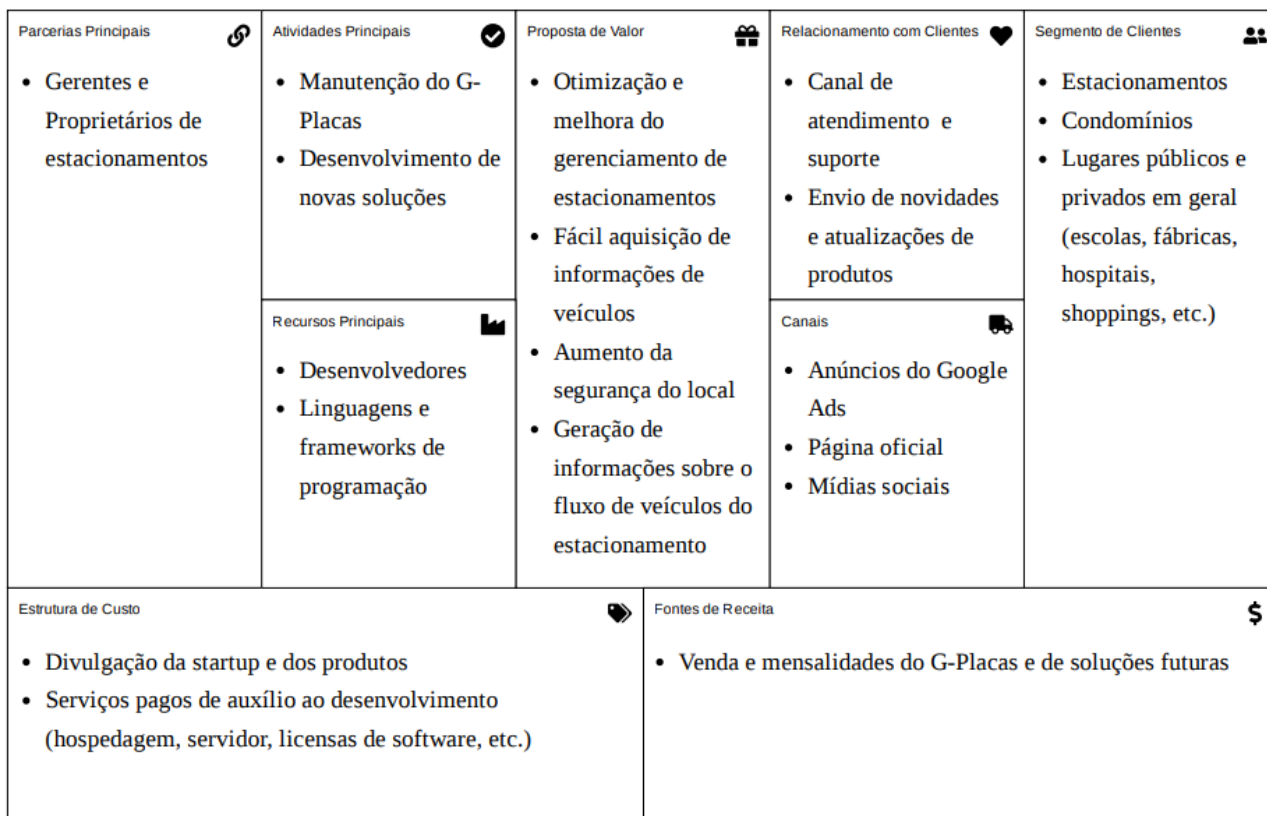 Parcerias Principais
• Gerentes e
Proprietários de
estacionamentos
Atividades Principais
• Manutenção do G-
Placas
• Desenvolvimento de
novas soluções
Recursos Principais
• Desenvolvedores
• Linguagens e
frameworks de
programação
Proposta de Valor
• Otimização e
melhora do
gerenciamento de
estacionamentos
• Fácil aquisição de
informações de
veículos
• Aumento da
segurança do local
• Geração de
informações sobre o
fluxo de veículos do
estacionamento
Relacionamento com Clientes
• Canal de
atendimento e
suporte
• Envio de novidades
e atualizações de
produtos
Canais
• Anúncios do Google
Ads
• Página oficial
• Mídias sociais
Segmento de Clientes
• Estacionamentos
• Condomínios
• Lugares públicos e
privados em geral
(escolas, fábricas,
hospitais,
shoppings, etc.)
Estrutura de Custo
• Divulgação da startup e dos produtos
• Serviços pagos de auxílio ao desenvolvimento
(hospedagem, servidor, licensas de software, etc.)
Fontes de Receita
• Venda e mensalidades do G-Placas e de soluções futuras